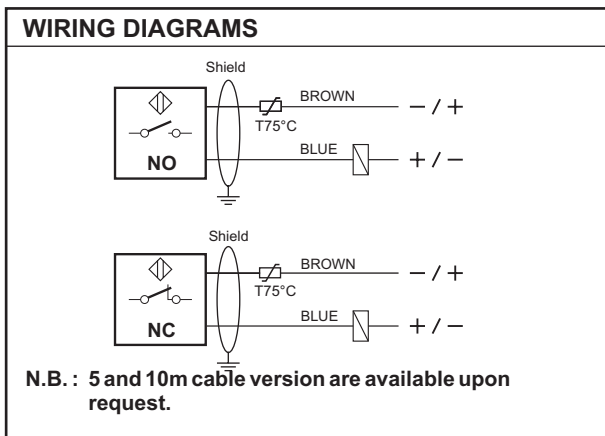 WIRING DIAGRAMS
Shield
BROWN
− / +
T75°C
BLUE
+ / −
NO
Shield
BROWN
− / +
T75°C
BLUE
+ / −
NC
N.B. : 5 and 10m cable version are available upon
request.